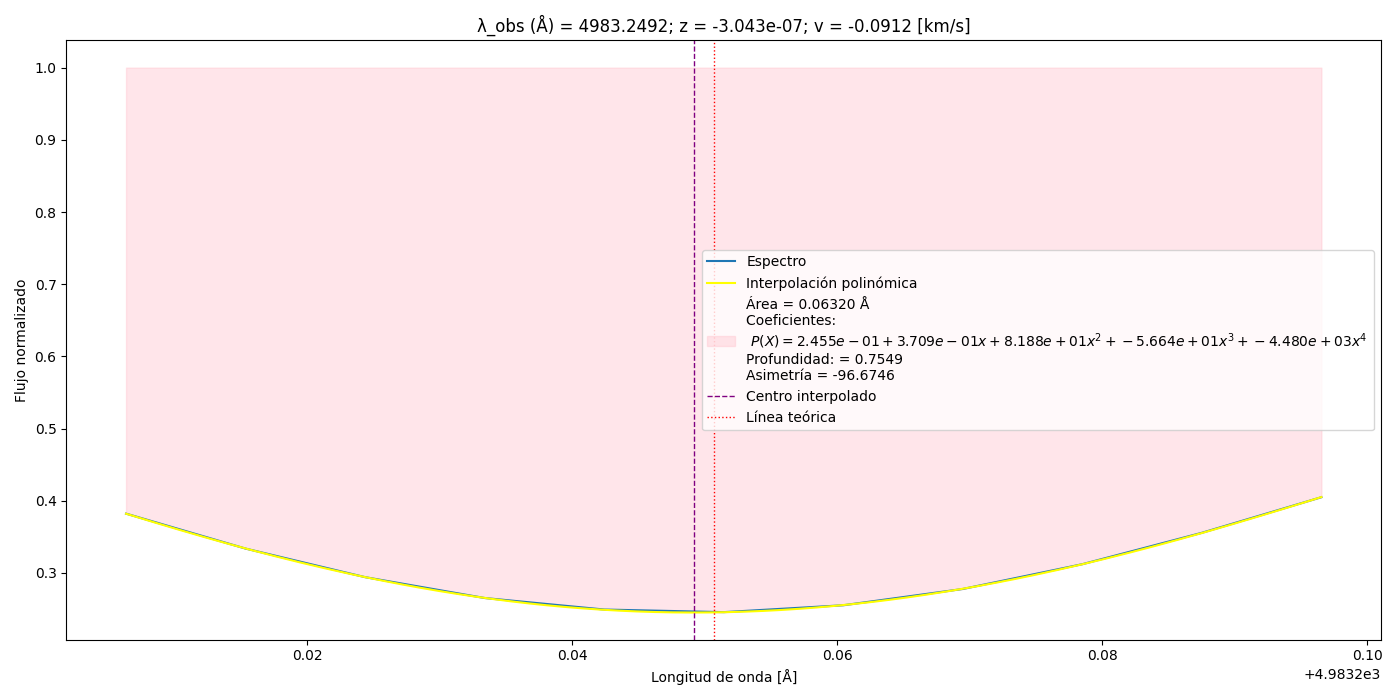 λ_obs (Å) = 4983.2492; z = -3.043e-07; v = -0.0912 [km/s]
Flujo normalizado
1.0
0.9
0.8
0.7
0.6
0.5
0.4
0.3
Espectro
Interpolación polinómica
Área = 0.06320 Å
Coeficientes:
P(X) = 2.455e − 01 + 3.709e − 01x + 8.188e + 01x² + − 5.664e + 01x³ + − 4.480e + 03x⁴
Profundidad: = 0.7549
Asimetría = -96.6746
Centro interpolado
Línea teórica
0.02 0.04 0.06 0.08 0.10
+4.9832e3
Longitud de onda [Å]